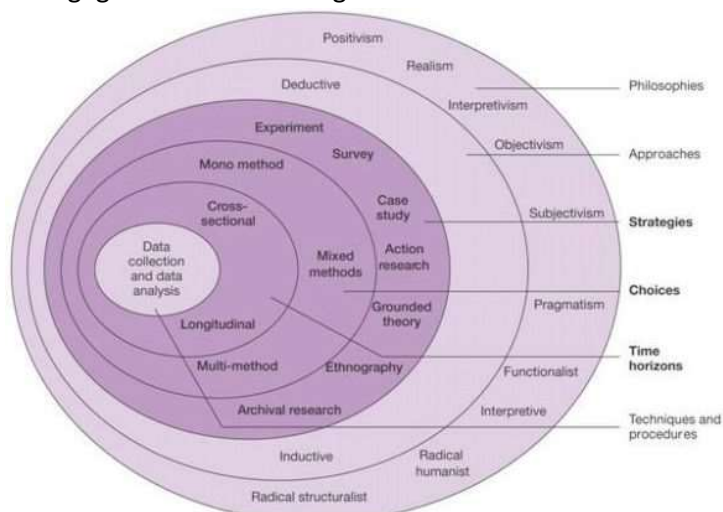 Positivism
Realism
Deductive
Philosophies
Interpretivism
Experiment
Objectivism
Survey
Approaches
Mono method
Case
study
Cross-
sectional
Subjectivism
Strategies
Data
collection
and data
analysis
Mixed
methods
Action
research
Choices
Grounded
theory
Pragmatism
Longitudinal
Time
horizons
Multi-method
Ethnography
Functionalist
Archival research
Interpretive
Techniques and
procedures
Inductive
Radical
humanist
Radical structuralist